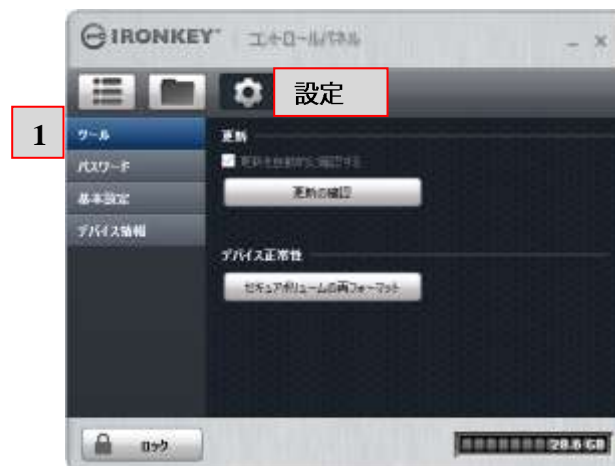 IRONKEY コントロールパネル
設定
1
ツール
パスワード
基本設定
デバイス情報
更新
更新を自動的に確認する
更新の確認
デバイス正常性
セキュアボリュームの再フォーマット
ロック
28.6 GB